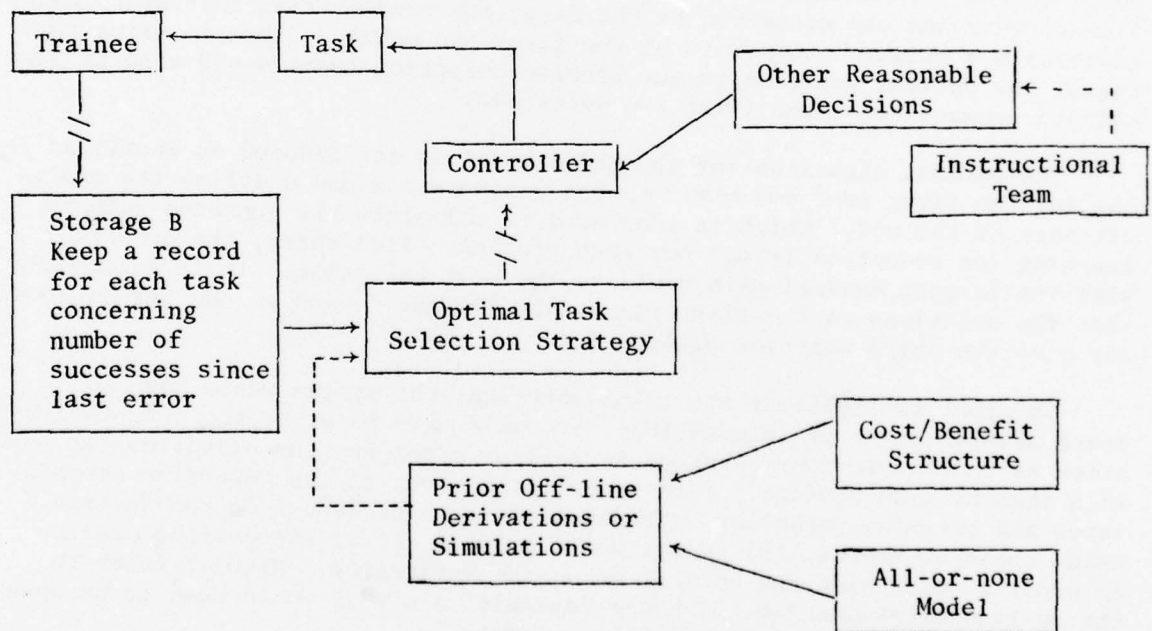 Trainee
Task
Other Reasonable
Decisions
Controller
Instructional
Team
Storage B
Keep a record
for each task
concerning
number of
successes since
last error
Optimal Task
Selection Strategy
Cost/Benefit
Structure
Prior Off-line
Derivations or
Simulations
All-or-none
Model